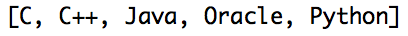 [C, C++, Java, Oracle, Python]